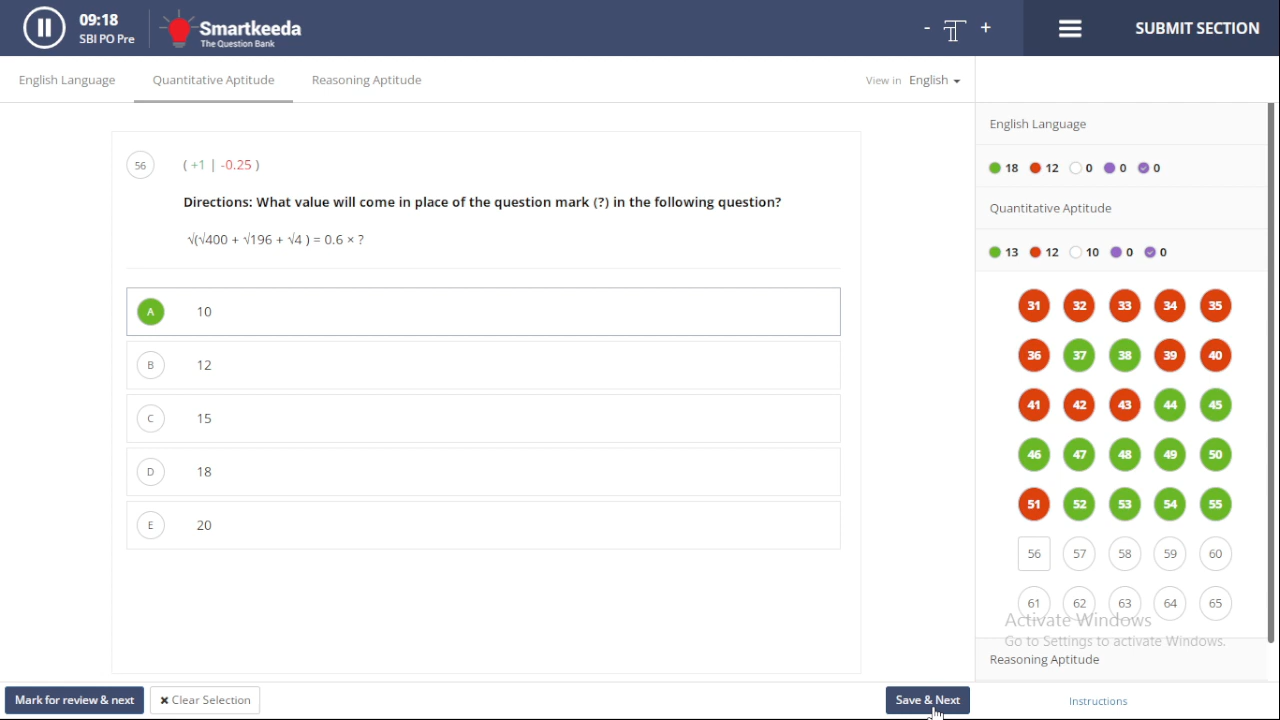 09:18
SBI PO Pre
Smartkeeda
The Question Bank
- T +
SUBMIT SECTION
English Language
Quantitative Aptitude
Reasoning Aptitude
View in English
56
( +1 | -0.25 )
Directions: What value will come in place of the question mark (?) in the following question?
√(√400 + √196 + √4 ) = 0.6 × ?
A 10
B 12
C 15
D 18
E 20
English Language
18 12 0 0 0
Quantitative Aptitude
13 12 10 0 0
31 32 33 34 35
36 37 38 39 40
41 42 43 44 45
46 47 48 49 50
51 52 53 54 55
56 57 58 59 60
61 62 63 64 65
Activate Windows
Go to Settings to activate Windows.
Reasoning Aptitude
Mark for review & next
✖ Clear Selection
Save & Next
Instructions